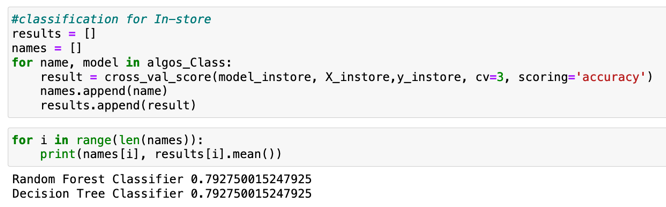 #classification for In-store
results = []
names = []
for name, model in algos_Class:
    result = cross_val_score(model_instore, X_instore,y_instore, cv=3, scoring='accuracy')
    names.append(name)
    results.append(result)
for i in range(len(names)):
    print(names[i], results[i].mean())
Random Forest Classifier 0.792750015247925
Decision Tree Classifier 0.792750015247925